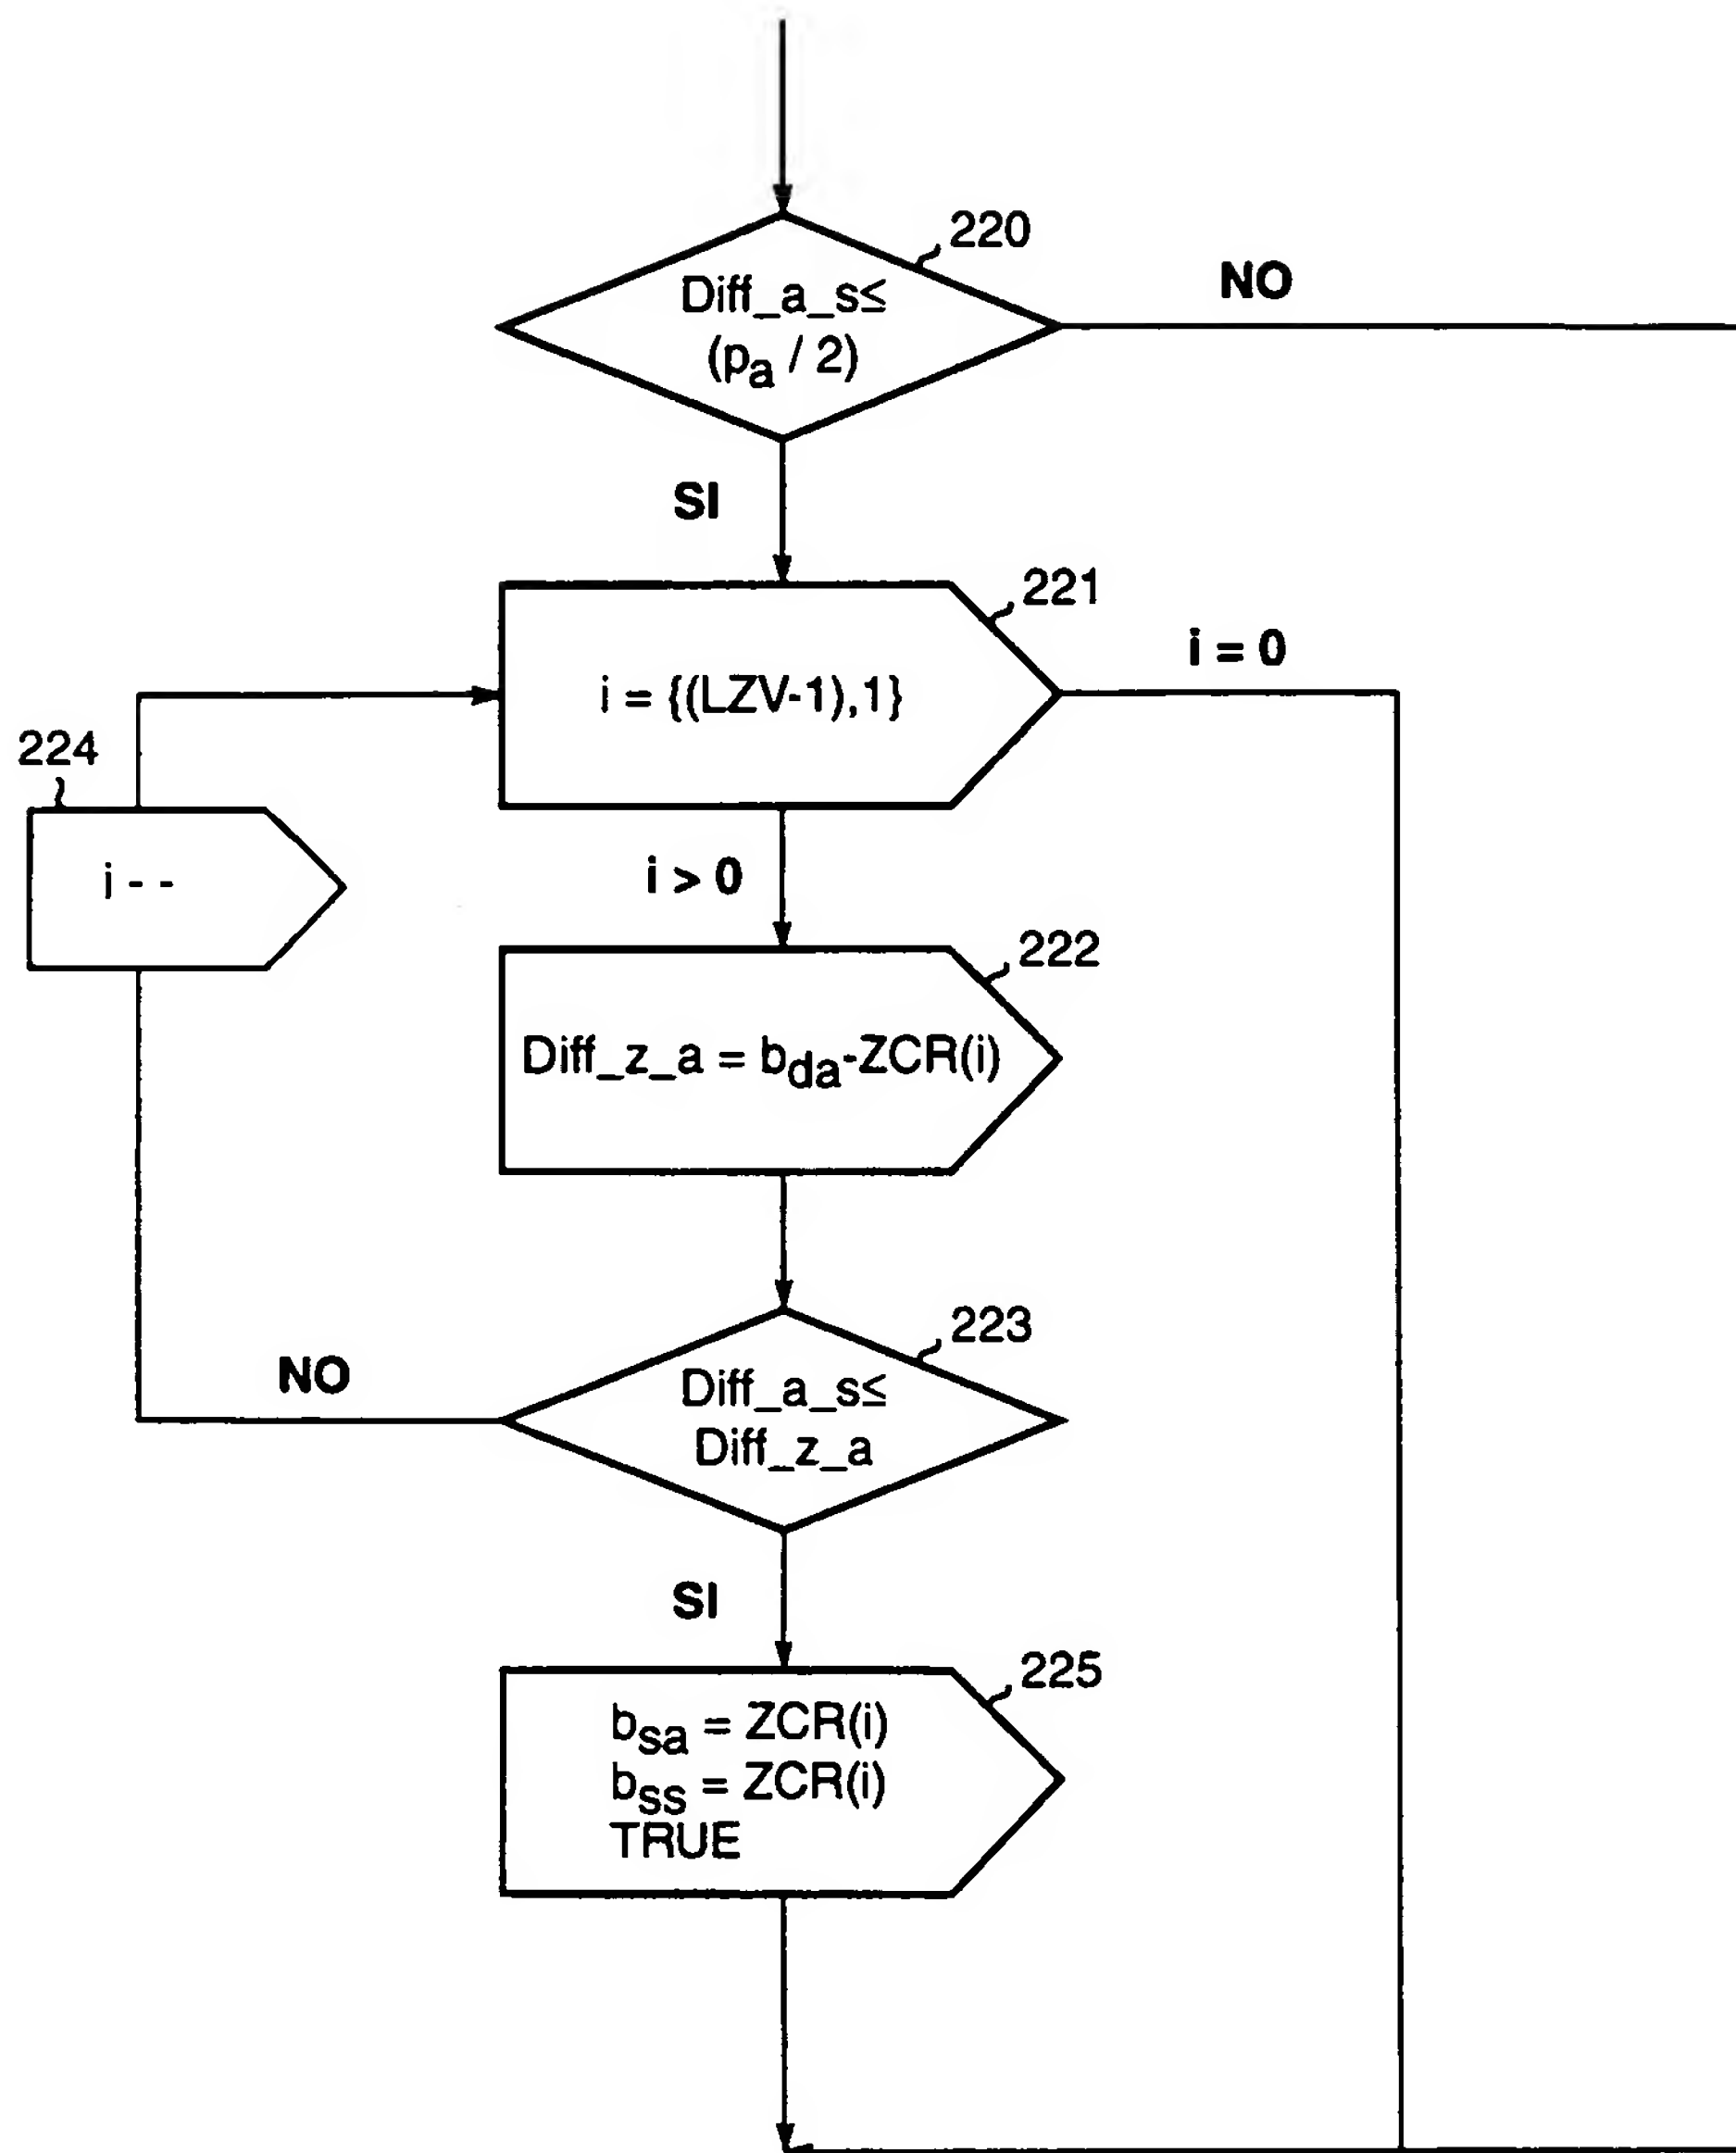 220
NO
Diff_a_s≤
(pa / 2)
SI
221
i = 0
i = {((LZV-1),1}
224
i - -
i > 0
222
Diff_z_a = bda-ZCR(i)
223
NO
Diff_a_s≤
Diff_z_a
SI
225
bsa = ZCR(i)
bss = ZCR(i)
TRUE